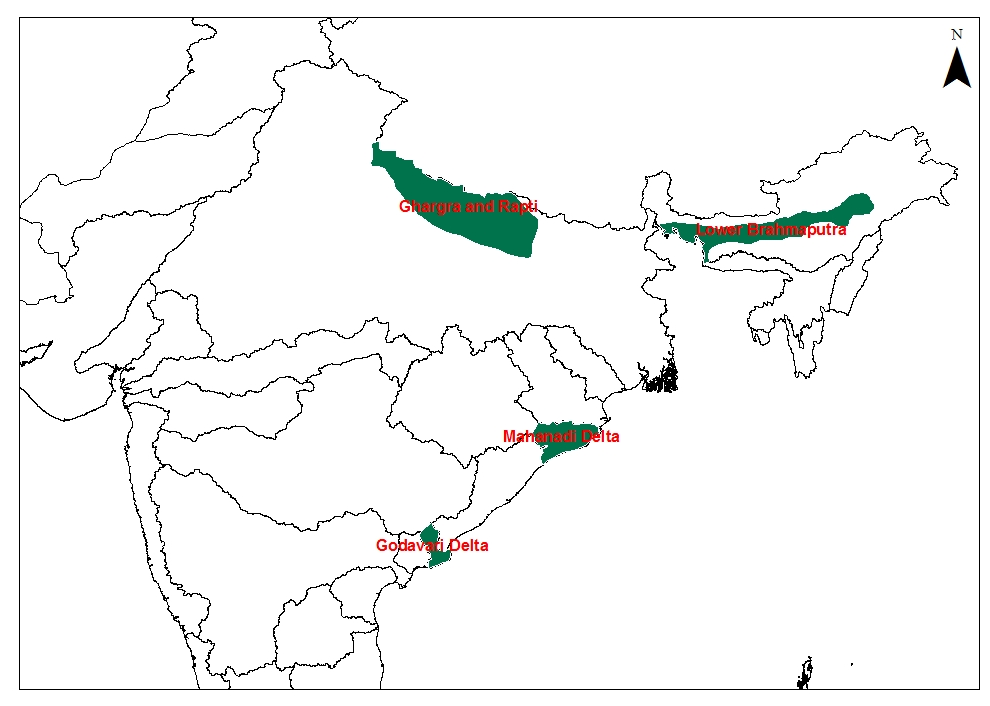 N
Ghargra and Rapti
Lower Brahmaputra
Mahanadi Delta
Godavari Delta